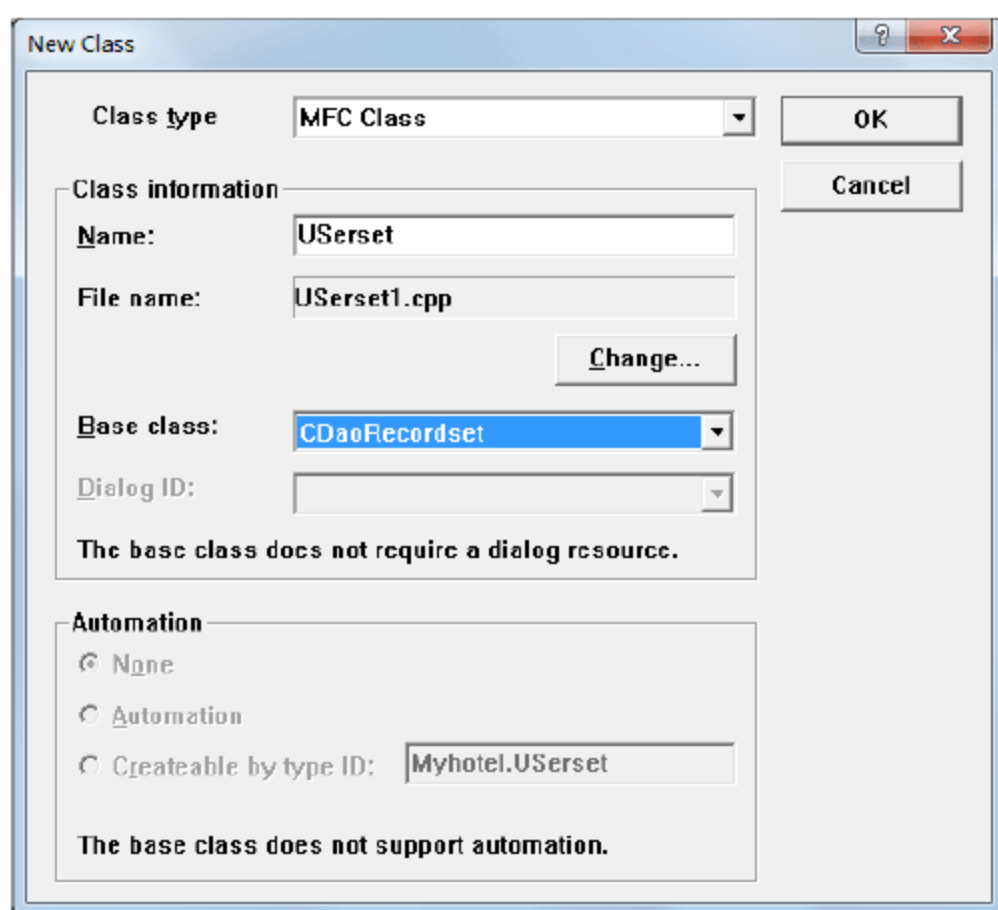 New Class
Class type MFC Class OK
Cancel
Class information
Name: USerset
File name: USerset1.cpp
Change...
Base class: CDaoRecordset
Dialog ID:
The base class does not require a dialog resource.
Automation
None
Automation
Createable by type ID: Myhotel.USerset
The base class does not support automation.